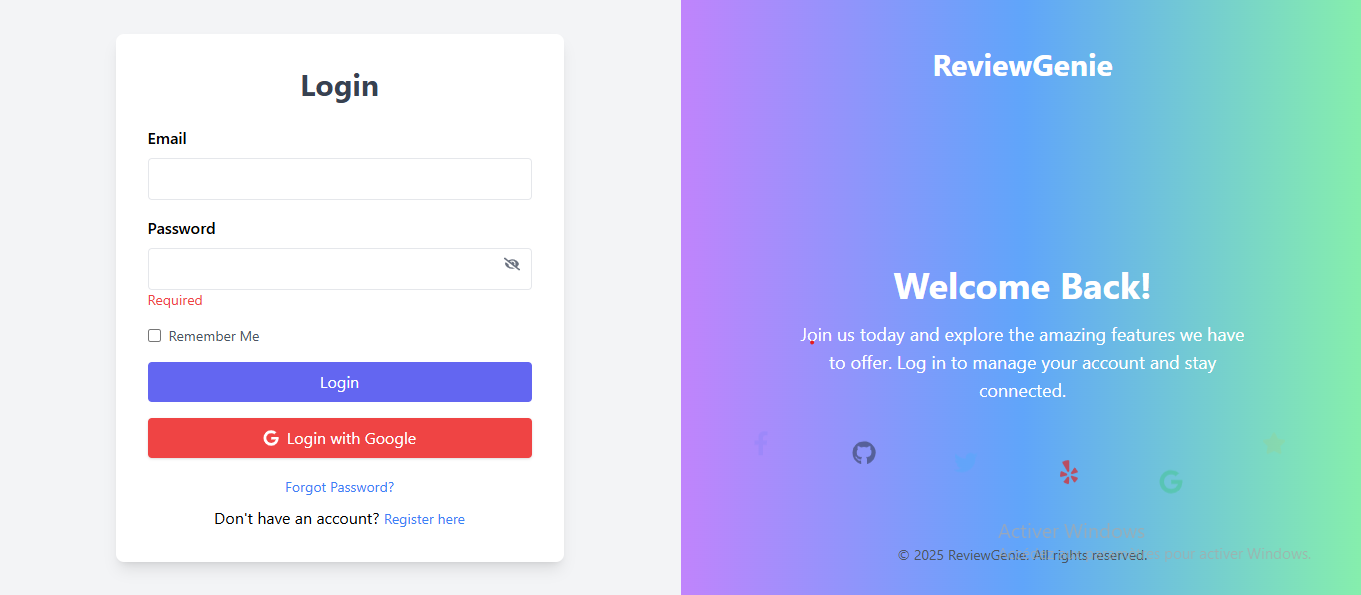 Login
Email
Password
Required
Remember Me
Login
Login with Google
Forgot Password?
Don't have an account? Register here
ReviewGenie
Welcome Back!
Join us today and explore the amazing features we have
to offer. Log in to manage your account and stay
connected.
Activer Windows
© 2025 ReviewGenie. All rights reserved.
pour activer Windows.